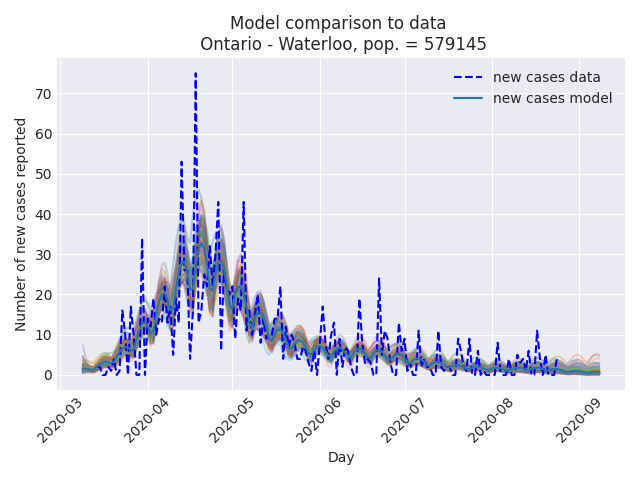 Model comparison to data
Ontario - Waterloo, pop. = 579145
new cases data
new cases model
Number of new cases reported
70
60
50
40
30
20
10
0
2020-03
2020-04
2020-05
2020-06
2020-07
2020-08
2020-09
Day